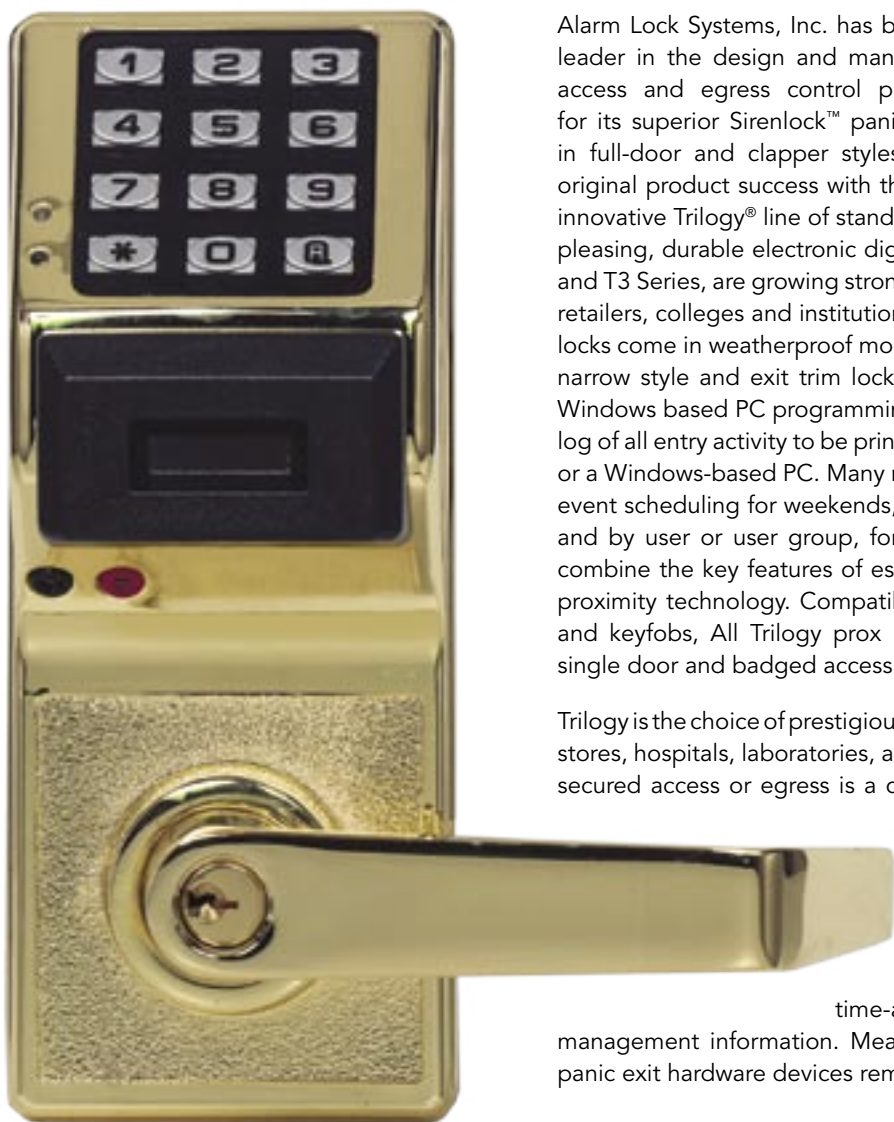 1 2 3
4 5 6
7 8 9
* 0
Alarm Lock Systems, Inc. has b
leader in the design and man
access and egress control p
for its superior Sirenlock™ pani
in full-door and clapper styles
original product success with th
innovative Trilogy® line of stand
pleasing, durable electronic dig
and T3 Series, are growing stron
retailers, colleges and institution
locks come in weatherproof mo
narrow style and exit trim lock
Windows based PC programmin
log of all entry activity to be prin
or a Windows-based PC. Many r
event scheduling for weekends,
and by user or user group, for
combine the key features of es
proximity technology. Compatil
and keyfobs, All Trilogy prox
single door and badged access
Trilogy is the choice of prestigiou
stores, hospitals, laboratories, a
secured access or egress is a c
time-a
management information. Mea
panic exit hardware devices rem